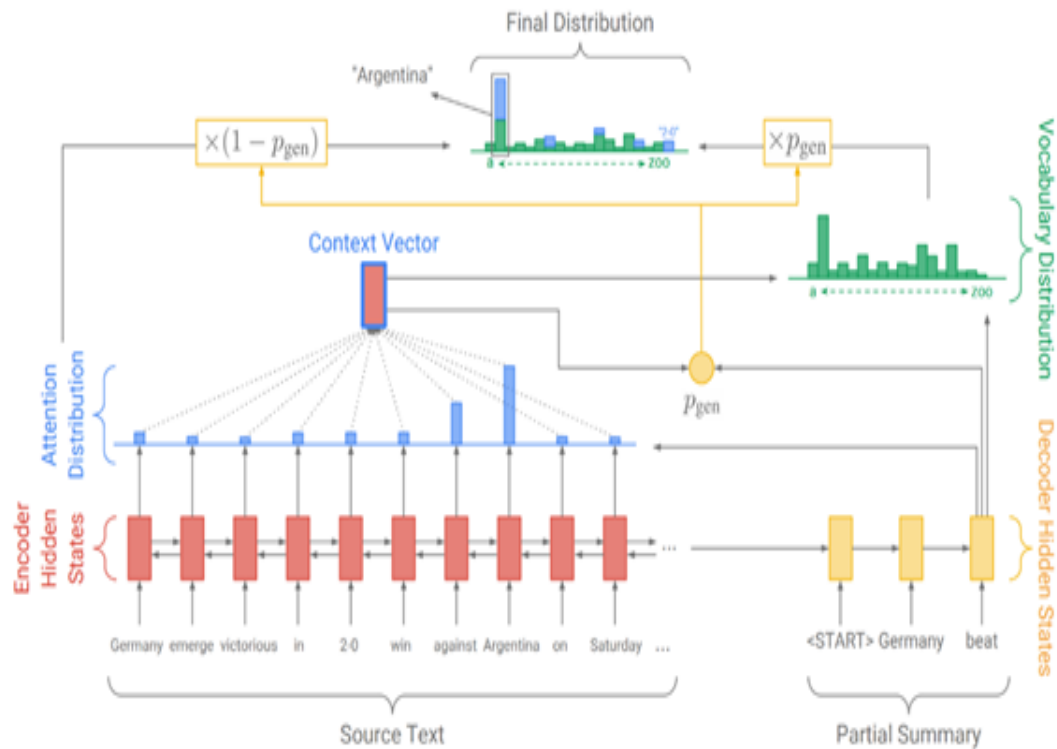 Final Distribution
"Argentina"
×(1 − p_gen)
"2-0"
×p_gen
a
zoo
Context Vector
Vocabulary Distribution
a
zoo
Attention
Distribution
p_gen
Encoder
Hidden
States
Decoder Hidden States
...
Germany emerge victorious in 2-0 win against Argentina on Saturday ...
<START> Germany beat
Source Text
Partial Summary